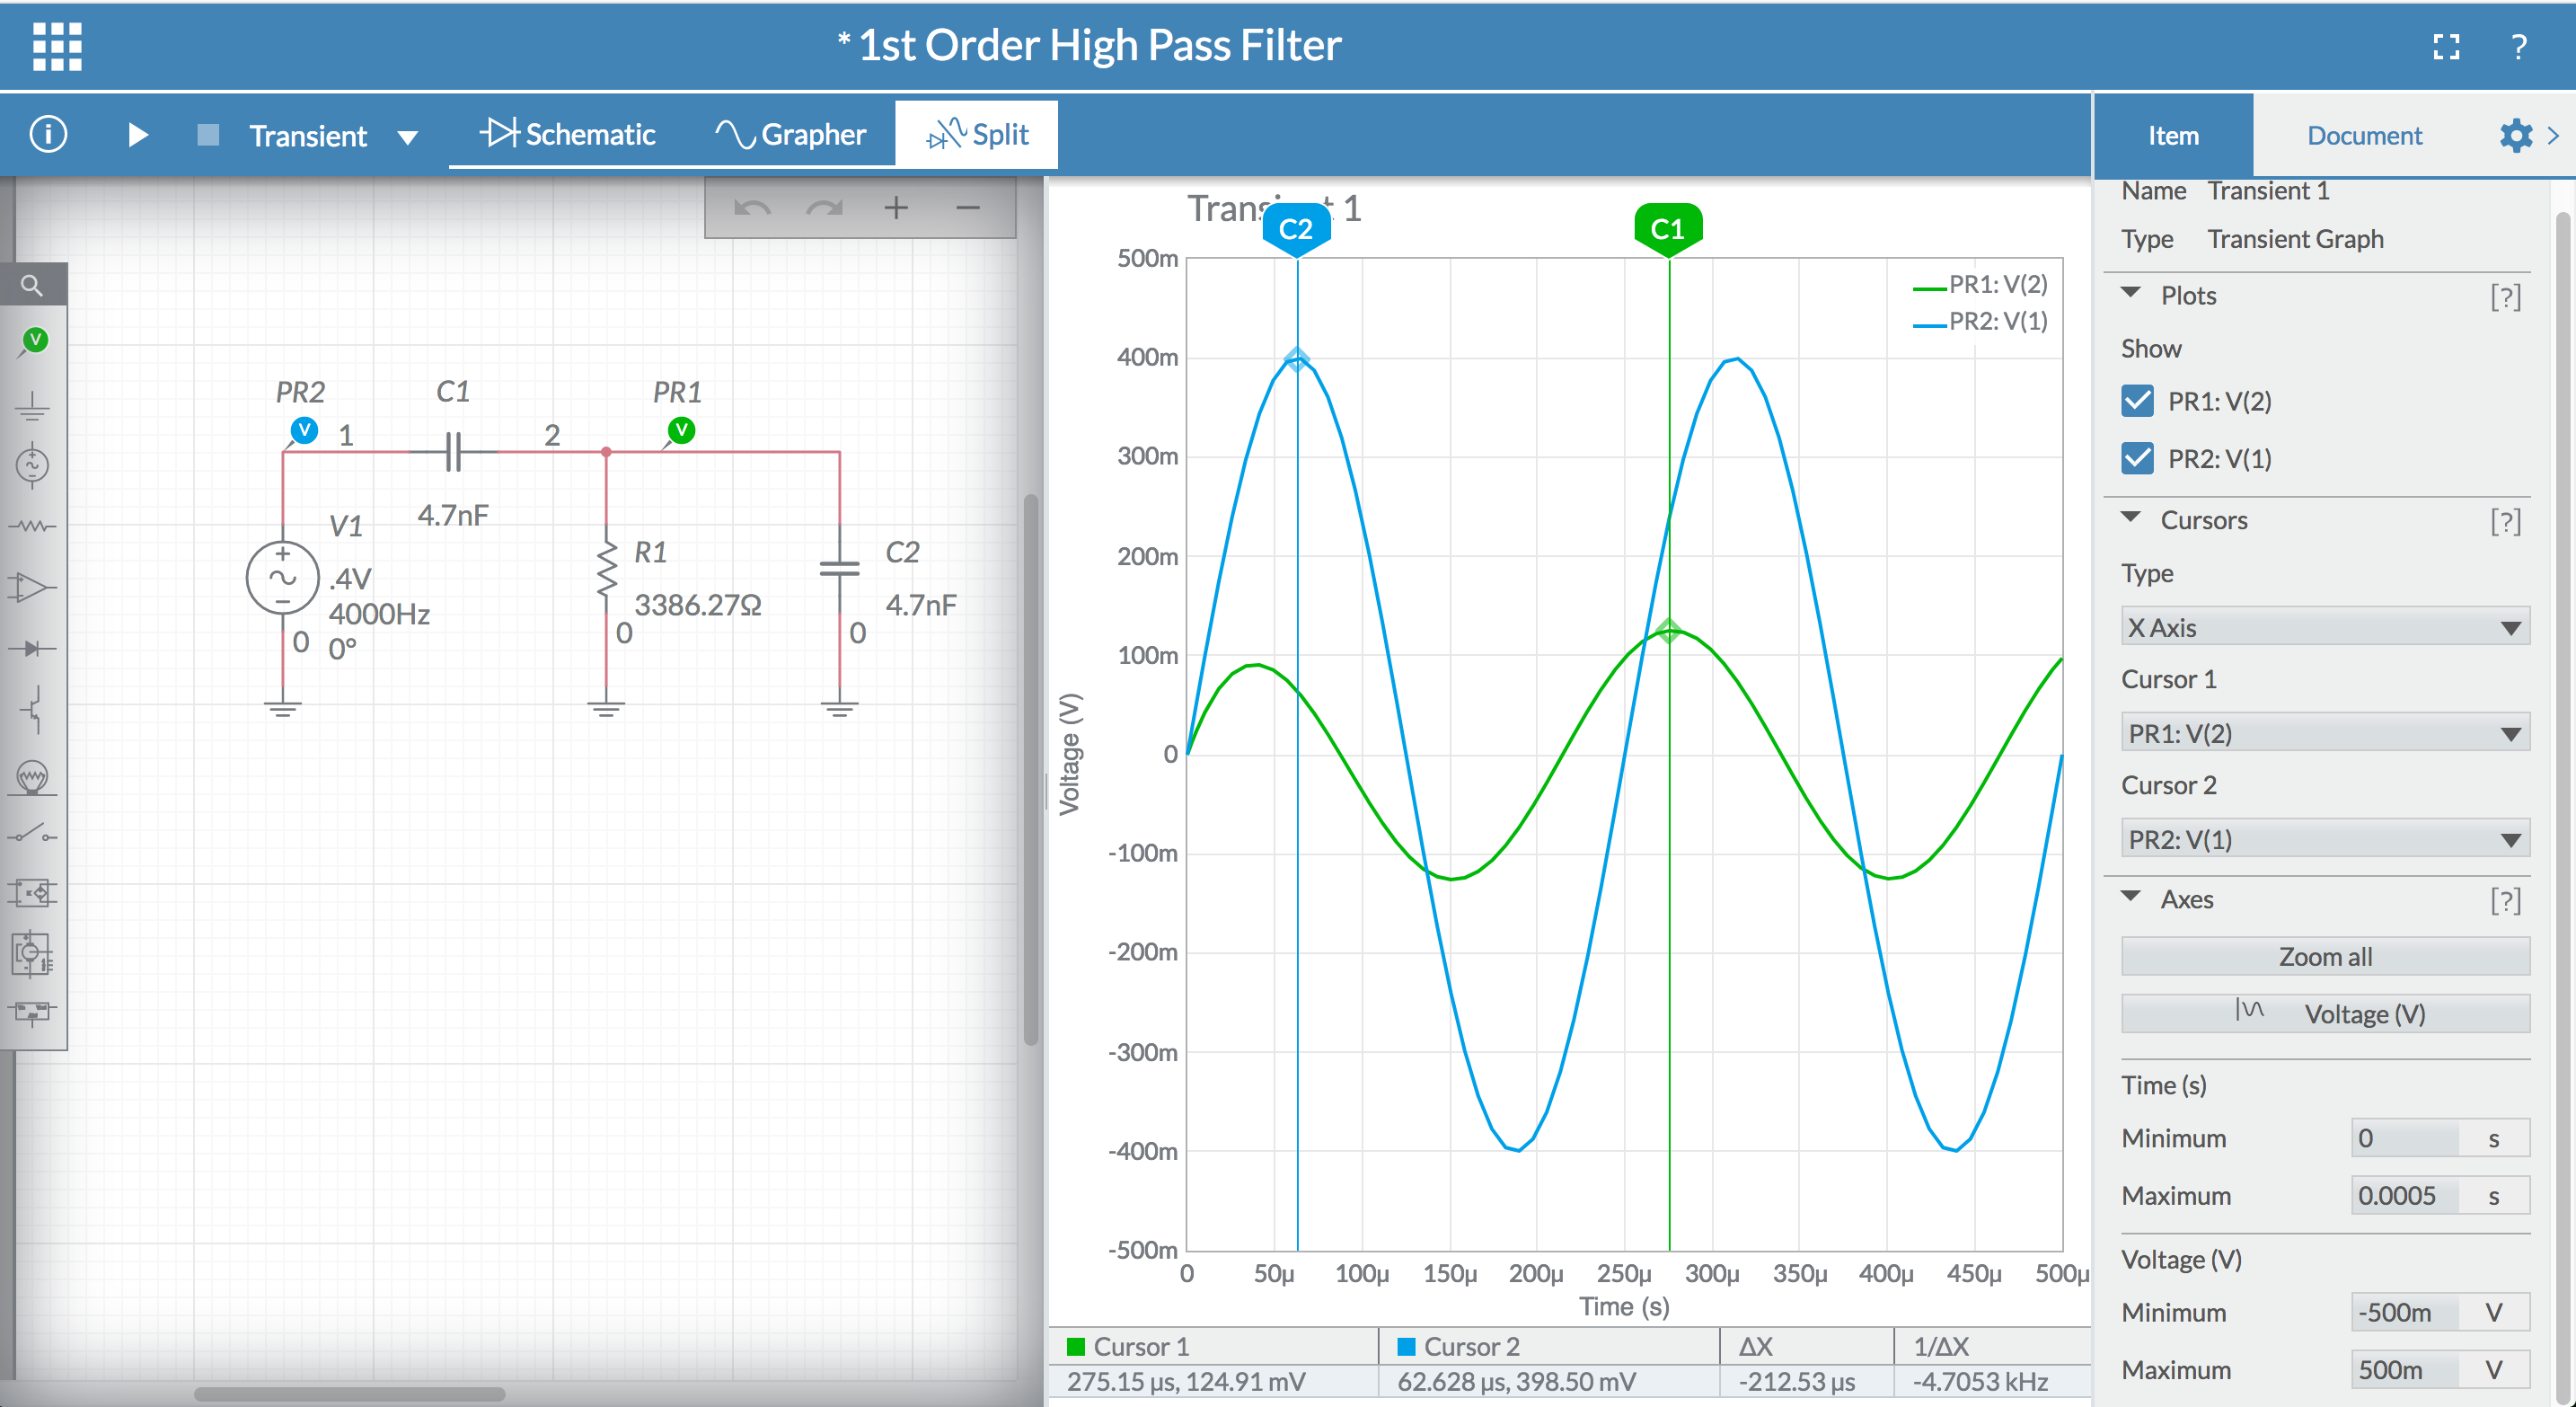 * 1st Order High Pass Filter
?
i
Transient
Schematic
Grapher
Split
Item
Document
PR2
V
1
C1
4.7nF
2
PR1
V
V1
.4V
4000Hz
0°
0
R1
3386.27Ω
0
C2
4.7nF
0
V
Trans t 1
C2
C1
PR1: V(2)
PR2: V(1)
500m
400m
300m
200m
100m
0
-100m
-200m
-300m
-400m
-500m
Voltage (V)
0 50µ 100µ 150µ 200µ 250µ 300µ 350µ 400µ 450µ 500µ
Time (s)
Cursor 1 Cursor 2 ΔX 1/ΔX
275.15 µs, 124.91 mV 62.628 µs, 398.50 mV -212.53 µs -4.7053 kHz
Name Transient 1
Type Transient Graph
Plots [?]
Show
PR1: V(2)
PR2: V(1)
Cursors [?]
Type
X Axis
Cursor 1
PR1: V(2)
Cursor 2
PR2: V(1)
Axes [?]
Zoom all
Voltage (V)
Time (s)
Minimum 0 s
Maximum 0.0005 s
Voltage (V)
Minimum -500m V
Maximum 500m V